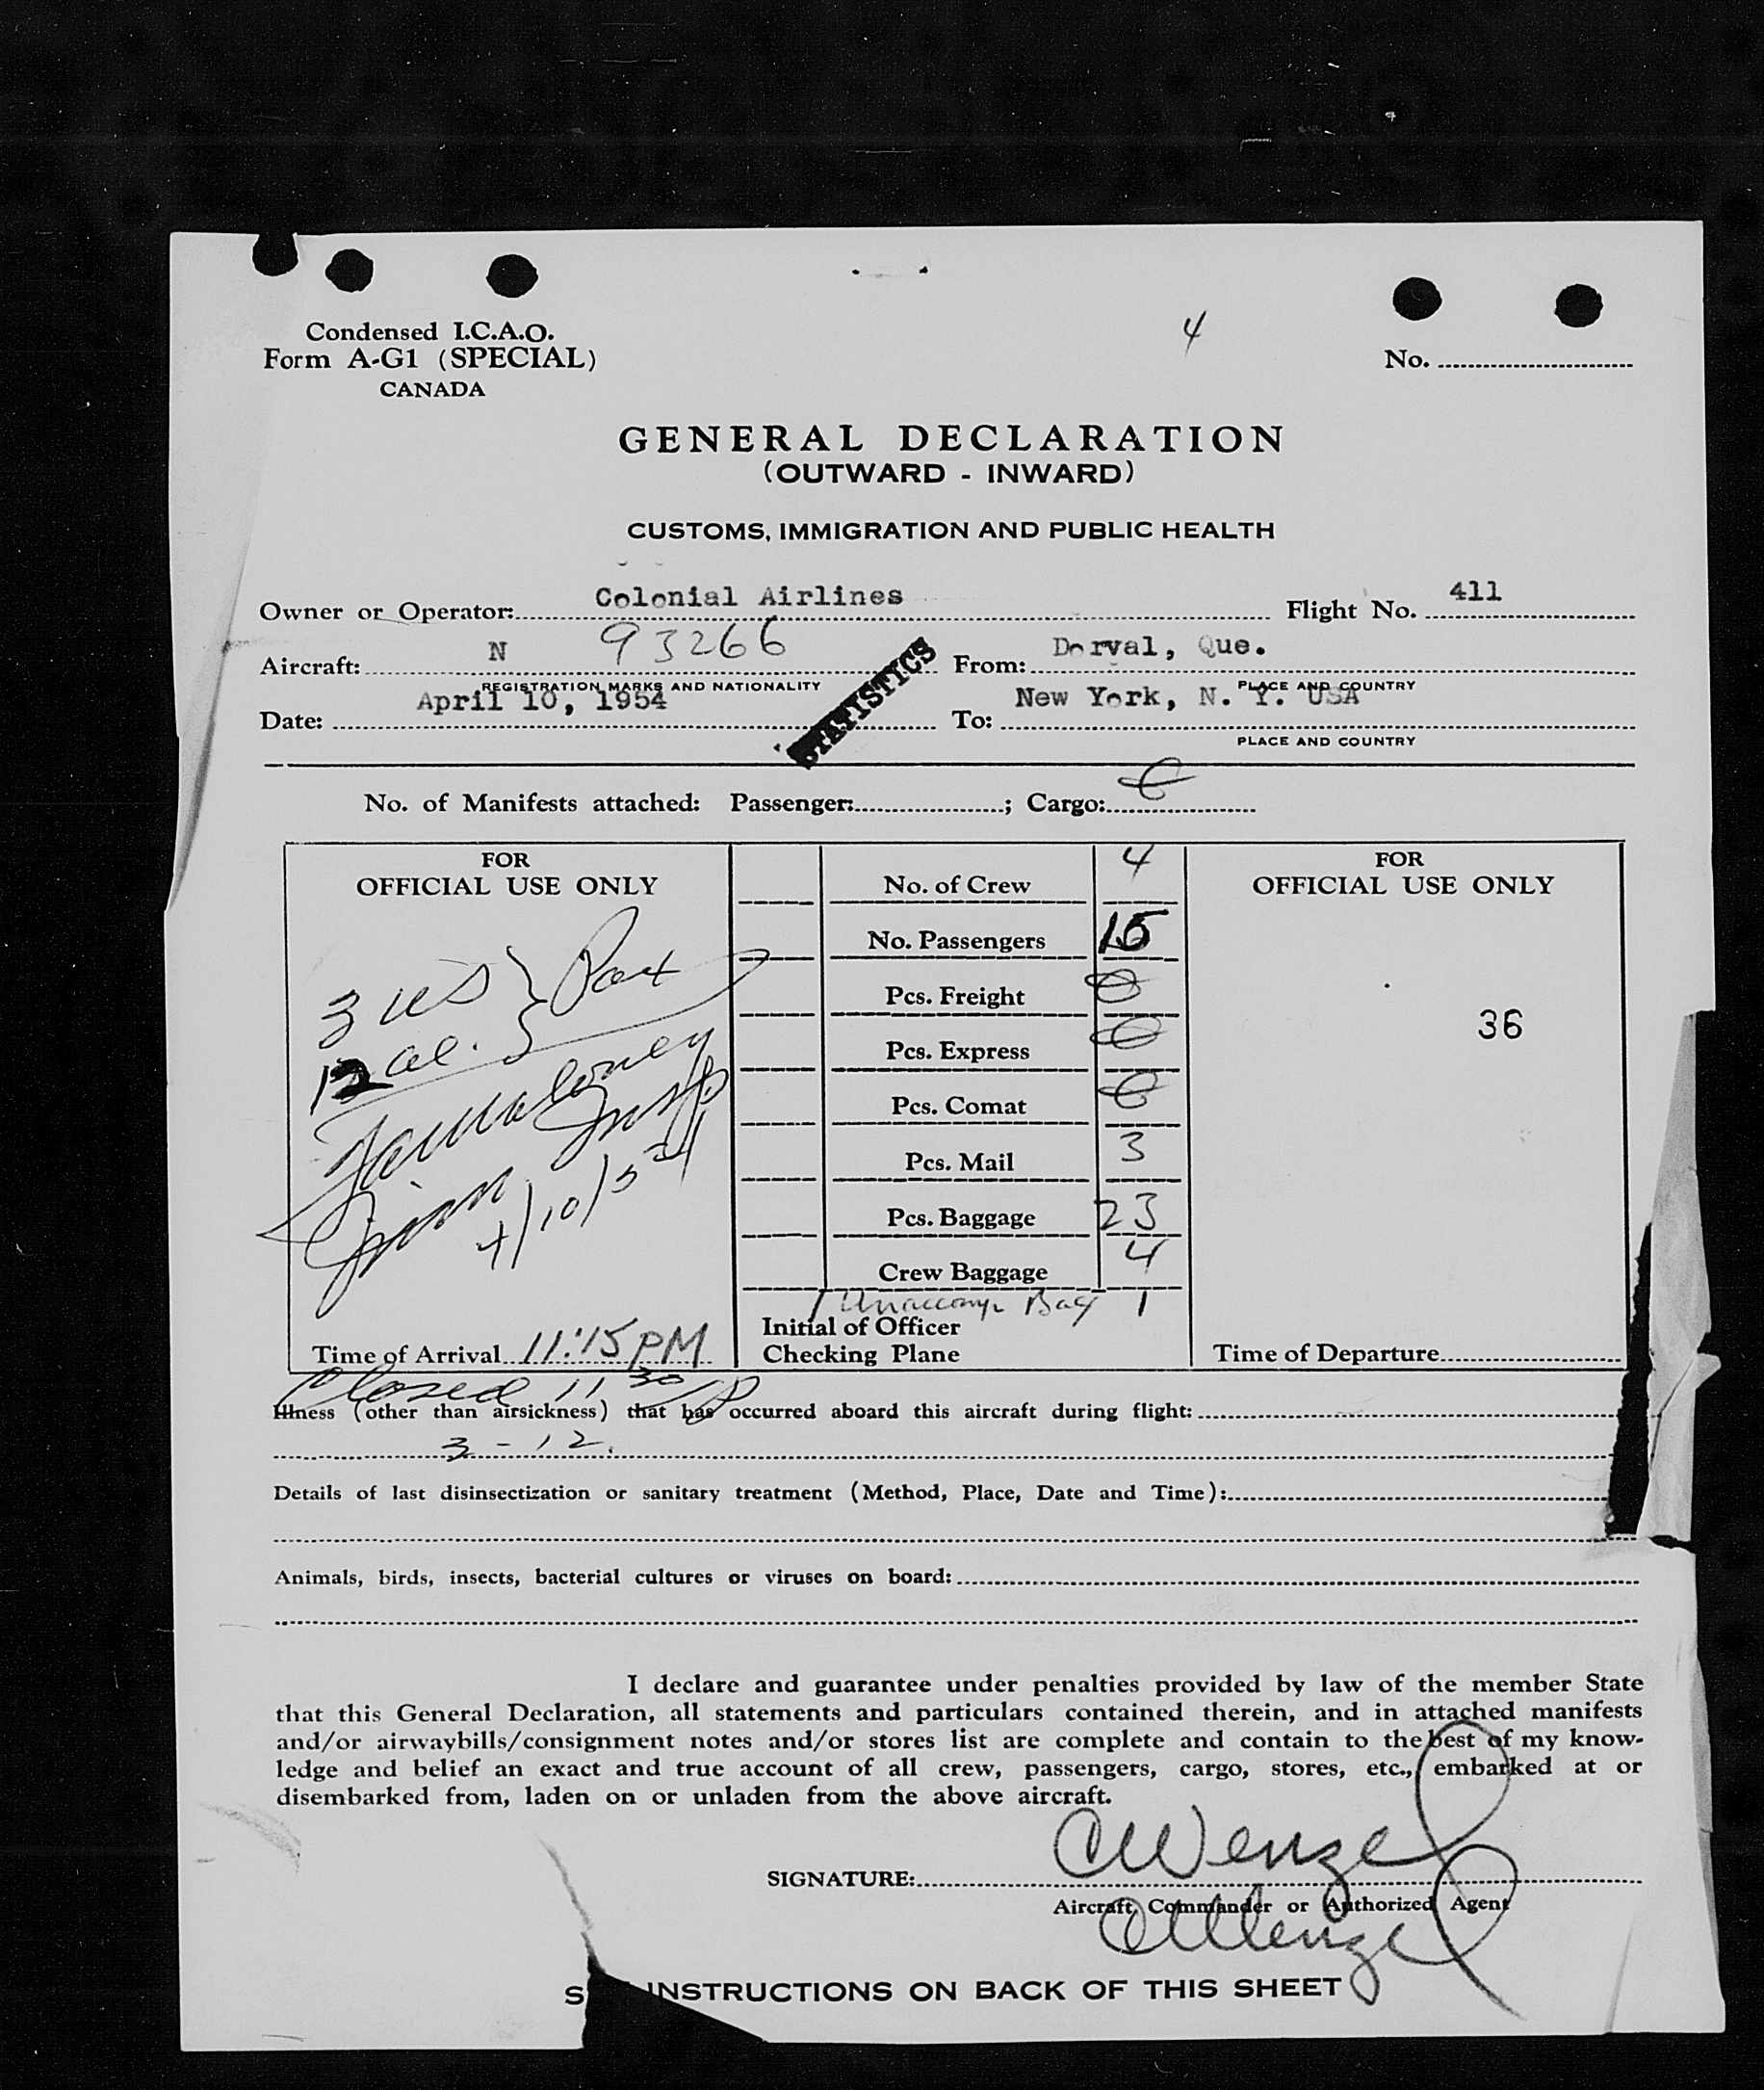 Condensed I.C.A.O.
Form A-G1 (SPECIAL)
CANADA
4
No.
GENERAL DECLARATION
(OUTWARD - INWARD)
CUSTOMS, IMMIGRATION AND PUBLIC HEALTH
Owner or Operator: Colonial Airlines Flight No. 411
Aircraft: N 93266 From: Dorval, Que.
REGISTRATION MARKS AND NATIONALITY PLACE AND COUNTRY
Date: April 10, 1954 To: New York, N. Y. USA
PLACE AND COUNTRY
STATISTICS
No. of Manifests attached: Passenger: ; Cargo:
FOR
OFFICIAL USE ONLY
3 US } Pax
12 al.
Insp
Imm
4/10/54
Time of Arrival 11:15 PM
No. of Crew 4
No. Passengers 15
Pcs. Freight 0
Pcs. Express 0
Pcs. Comat 0
Pcs. Mail 3
Pcs. Baggage 23
Crew Baggage 4
1 Unaccomp Bag 1
Initial of Officer
Checking Plane
FOR
OFFICIAL USE ONLY
36
Time of Departure
Closed 11 30 P
Illness (other than airsickness) that has occurred aboard this aircraft during flight:
3 - 12.
Details of last disinsectization or sanitary treatment (Method, Place, Date and Time):
Animals, birds, insects, bacterial cultures or viruses on board:
I declare and guarantee under penalties provided by law of the member State
that this General Declaration, all statements and particulars contained therein, and in attached manifests
and/or airwaybills/consignment notes and/or stores list are complete and contain to the best of my know-
ledge and belief an exact and true account of all crew, passengers, cargo, stores, etc., embarked at or
disembarked from, laden on or unladen from the above aircraft.
SIGNATURE: CWenzel
Aircraft Commander or Authorized Agent
CWenzel
INSTRUCTIONS ON BACK OF THIS SHEET